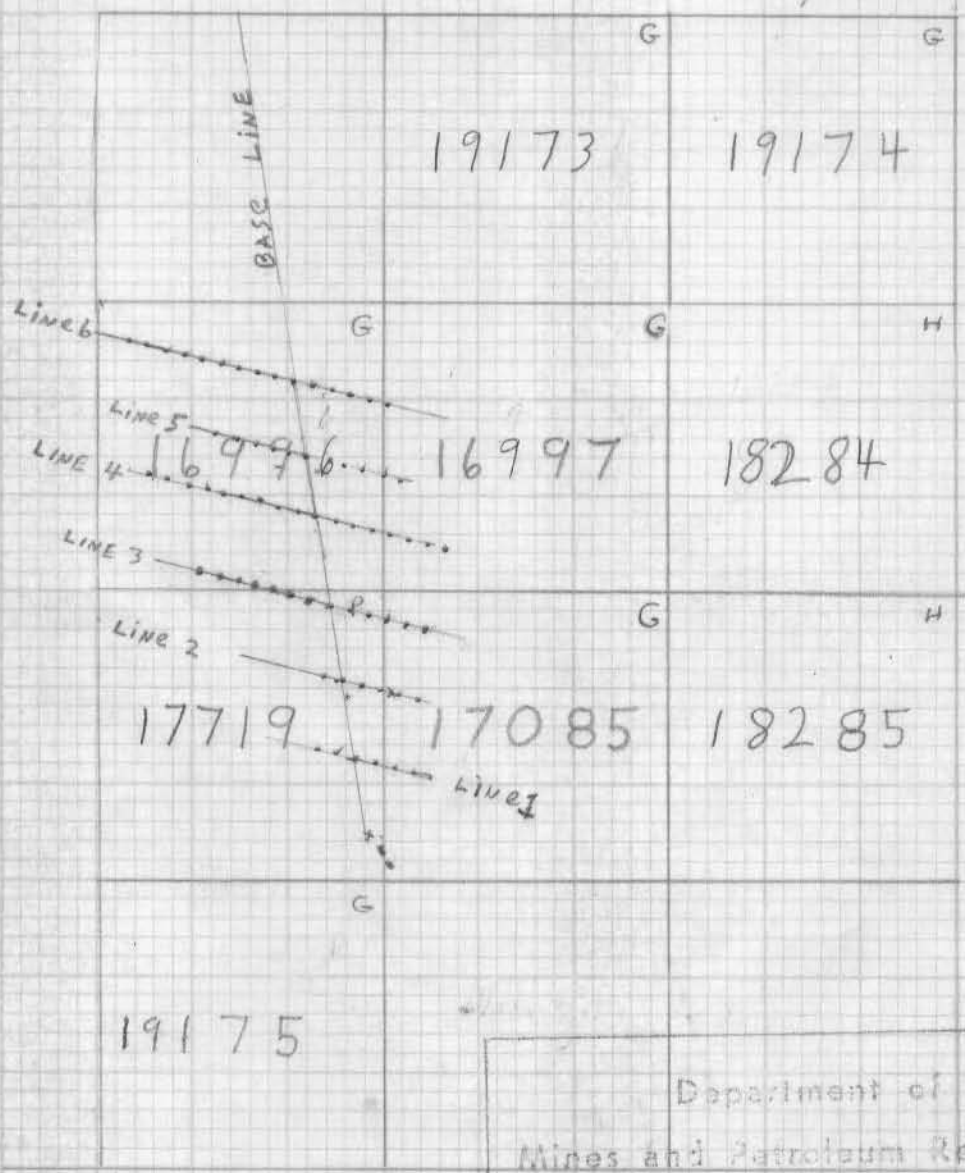 G G
19173 19174
BASE LINE
LINE 6
G G H
LINE 5
16996 16997 18284
LINE 4
LINE 3
G H
LINE 2
17719 17085 18285
LINE 1
G
19175
Department of
Mines and Petroleum Re